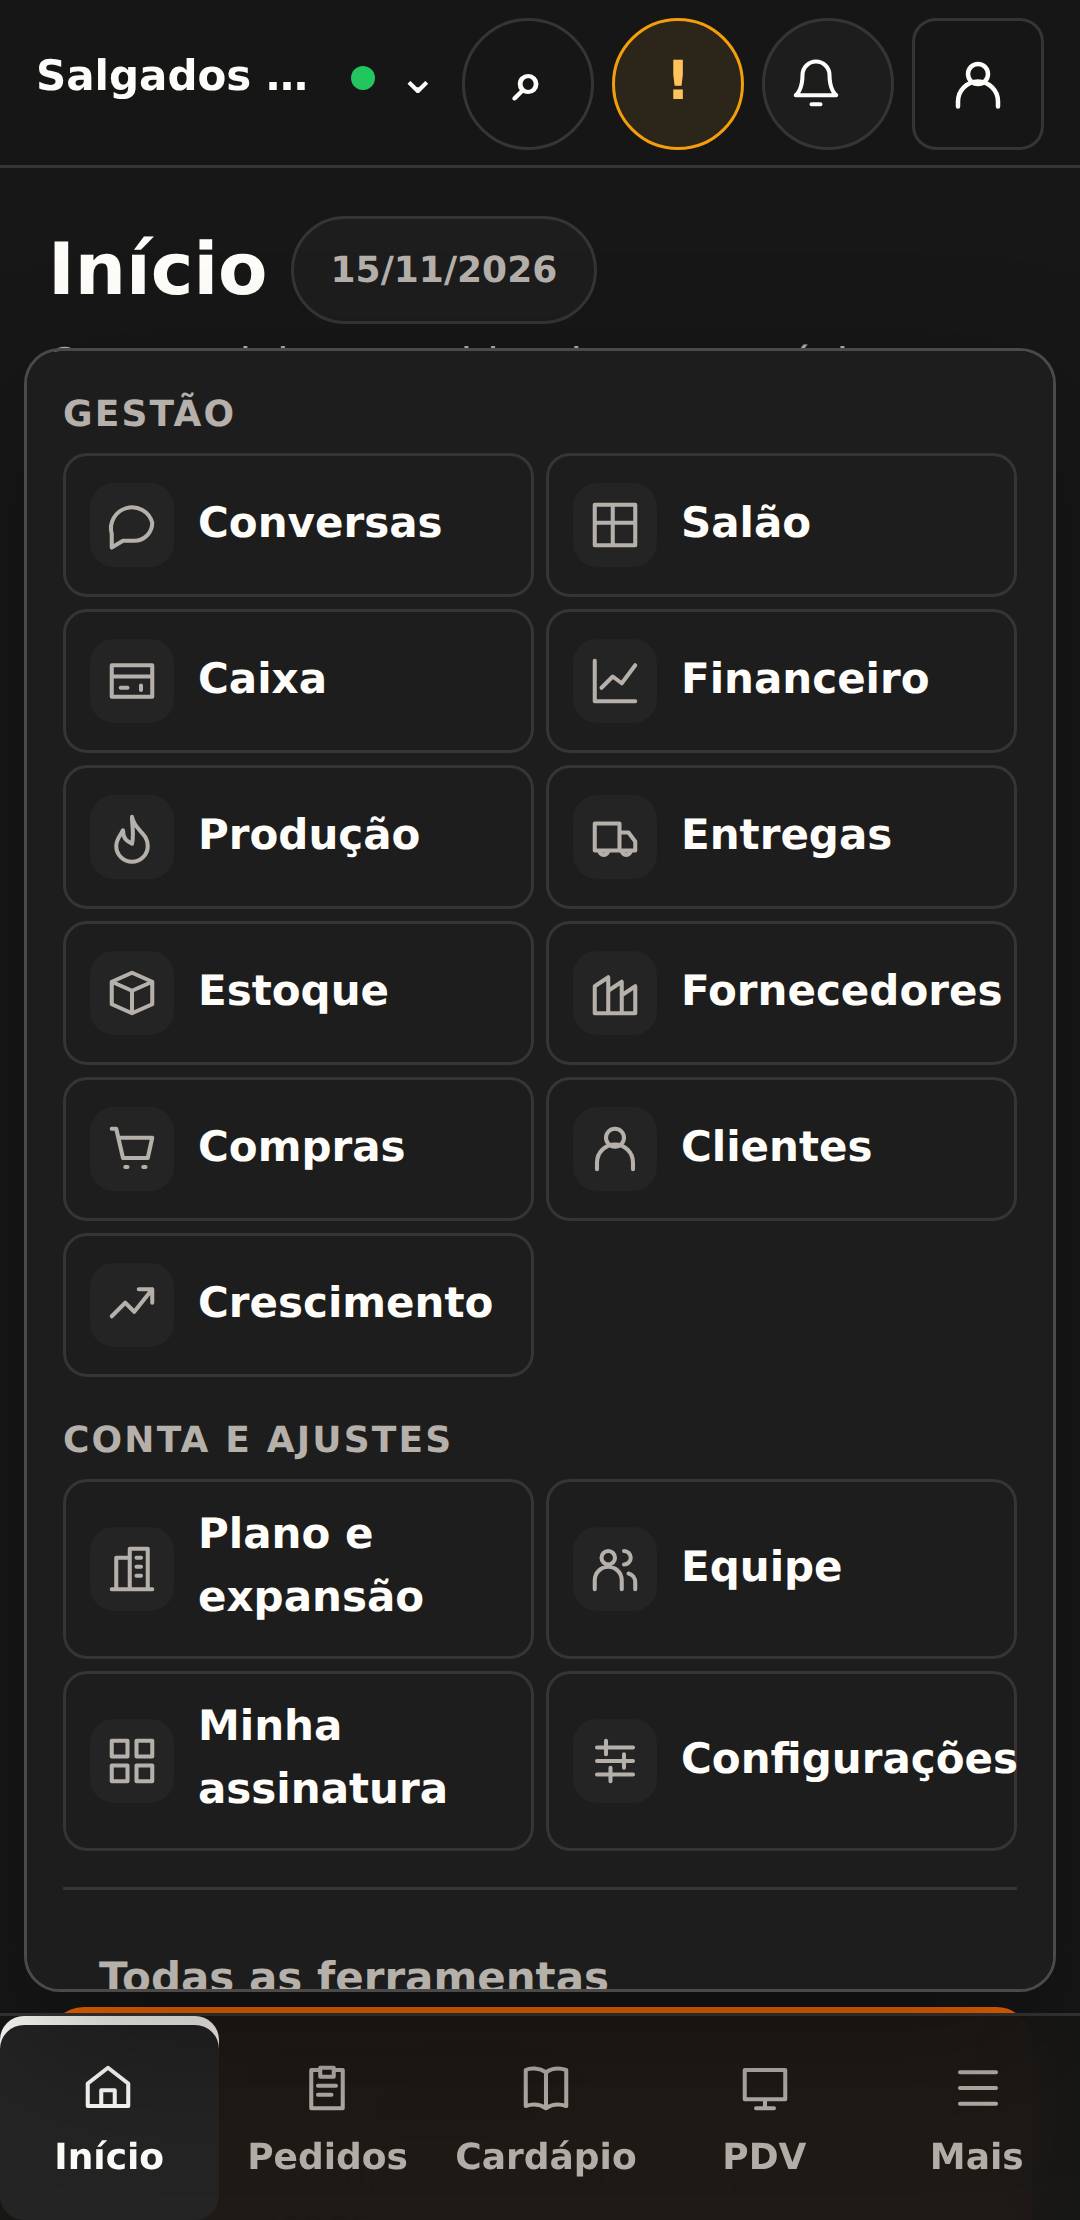 Salgados ...
!
Início
15/11/2026
GESTÃO
Conversas
Salão
Caixa
Financeiro
Produção
Entregas
Estoque
Fornecedores
Compras
Clientes
Crescimento
CONTA E AJUSTES
Plano e
expansão
Equipe
Minha
assinatura
Configurações
Todas as ferramentas
Início
Pedidos
Cardápio
PDV
Mais